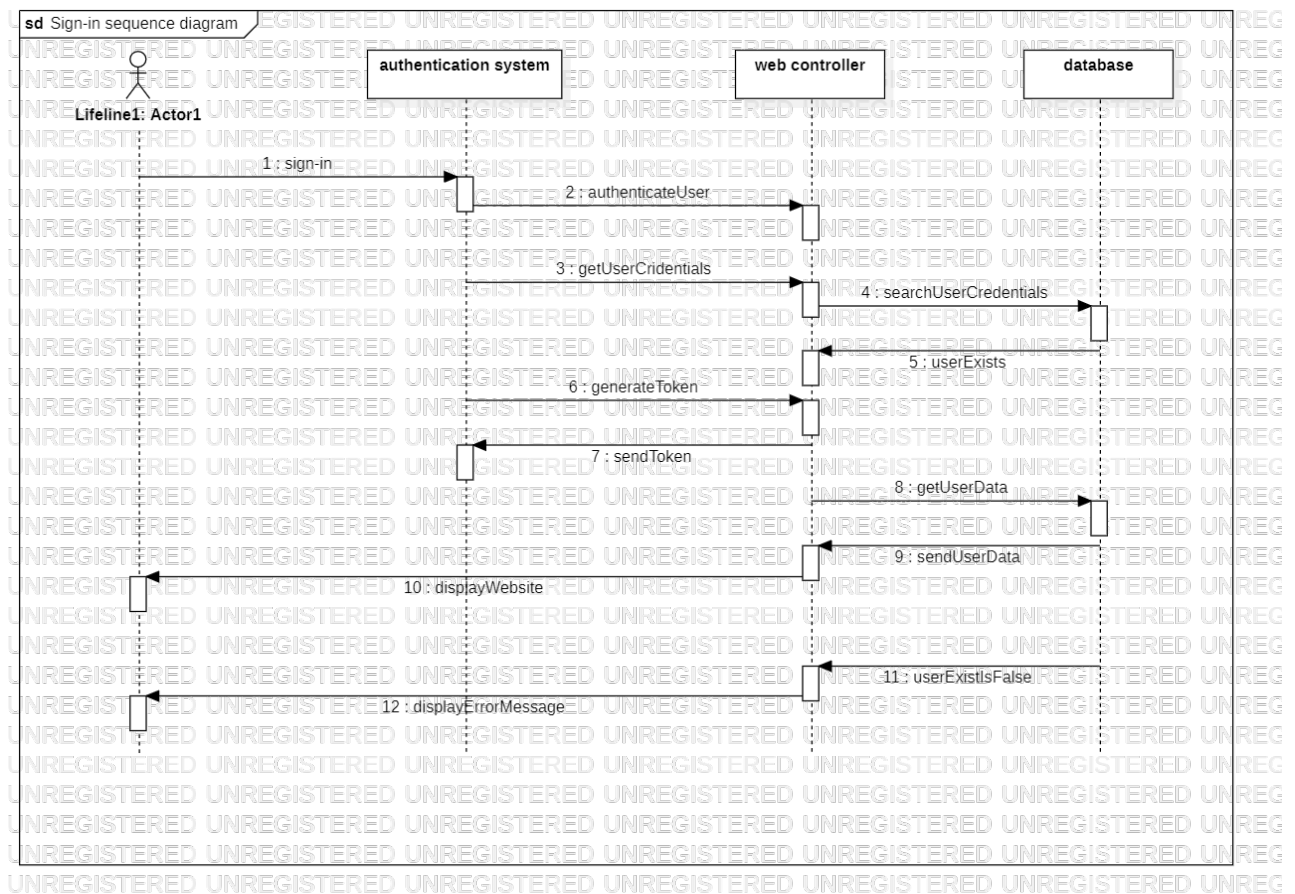 sd Sign-in sequence diagram
authentication system
web controller
database
Lifeline1: Actor1
1 : sign-in
2 : authenticateUser
3 : getUserCridentials
4 : searchUserCredentials
5 : userExists
6 : generateToken
7 : sendToken
8 : getUserData
9 : sendUserData
10 : displayWebsite
11 : userExistIsFalse
12 : displayErrorMessage
UNREGISTERED UNREGISTERED UNREGISTERED UNREGISTERED UNREGISTERED UNREGISTERED UNREG